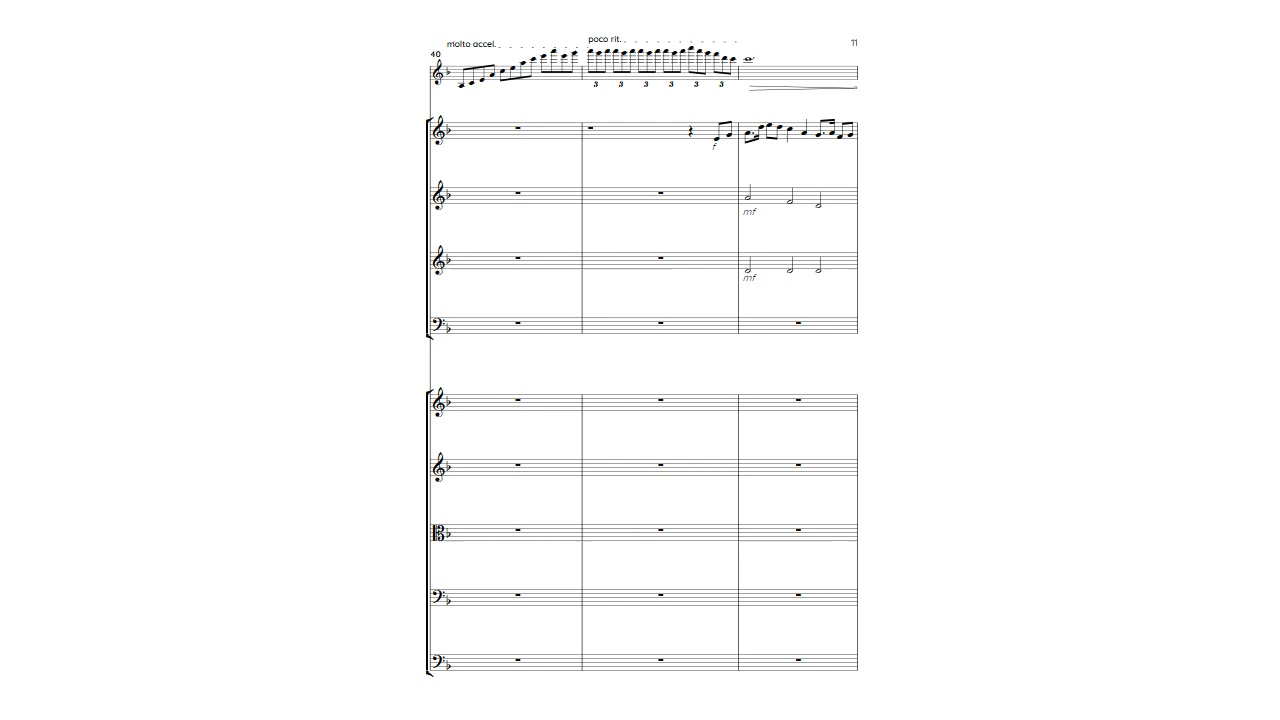 poco rit.
molto accel.
11
40
3 3 3 3 3 3
f
mf
mf